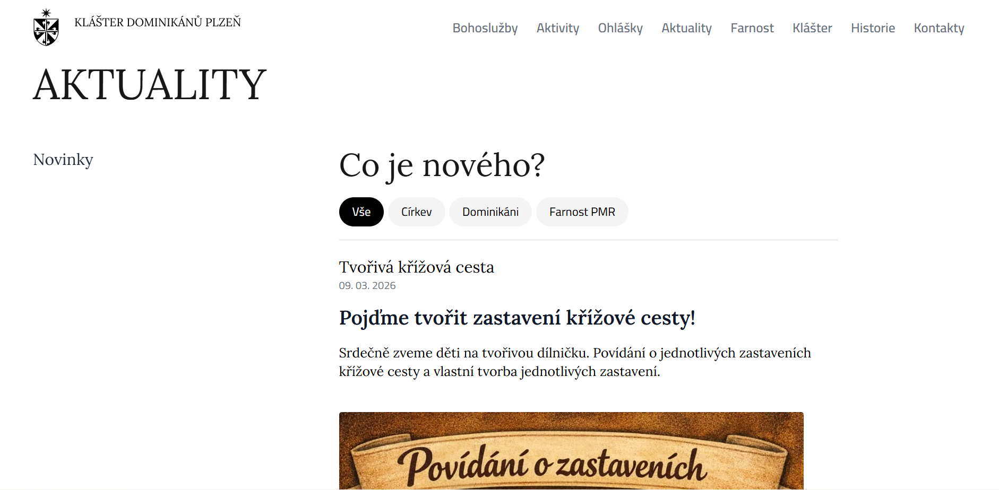 KLÁŠTER DOMINIKÁNŮ PLZEŇ
Bohoslužby Aktivity Ohlášky Aktuality Farnost Klášter Historie Kontakty
AKTUALITY
Novinky
Co je nového?
Vše Církev Dominikáni Farnost PMR
Tvořivá křížová cesta
09. 03. 2026
Pojďme tvořit zastavení křížové cesty!
Srdečně zveme děti na tvořivou dílničku. Povídání o jednotlivých zastaveních
křížové cesty a vlastní tvorba jednotlivých zastavení.
Povídání o zastaveních